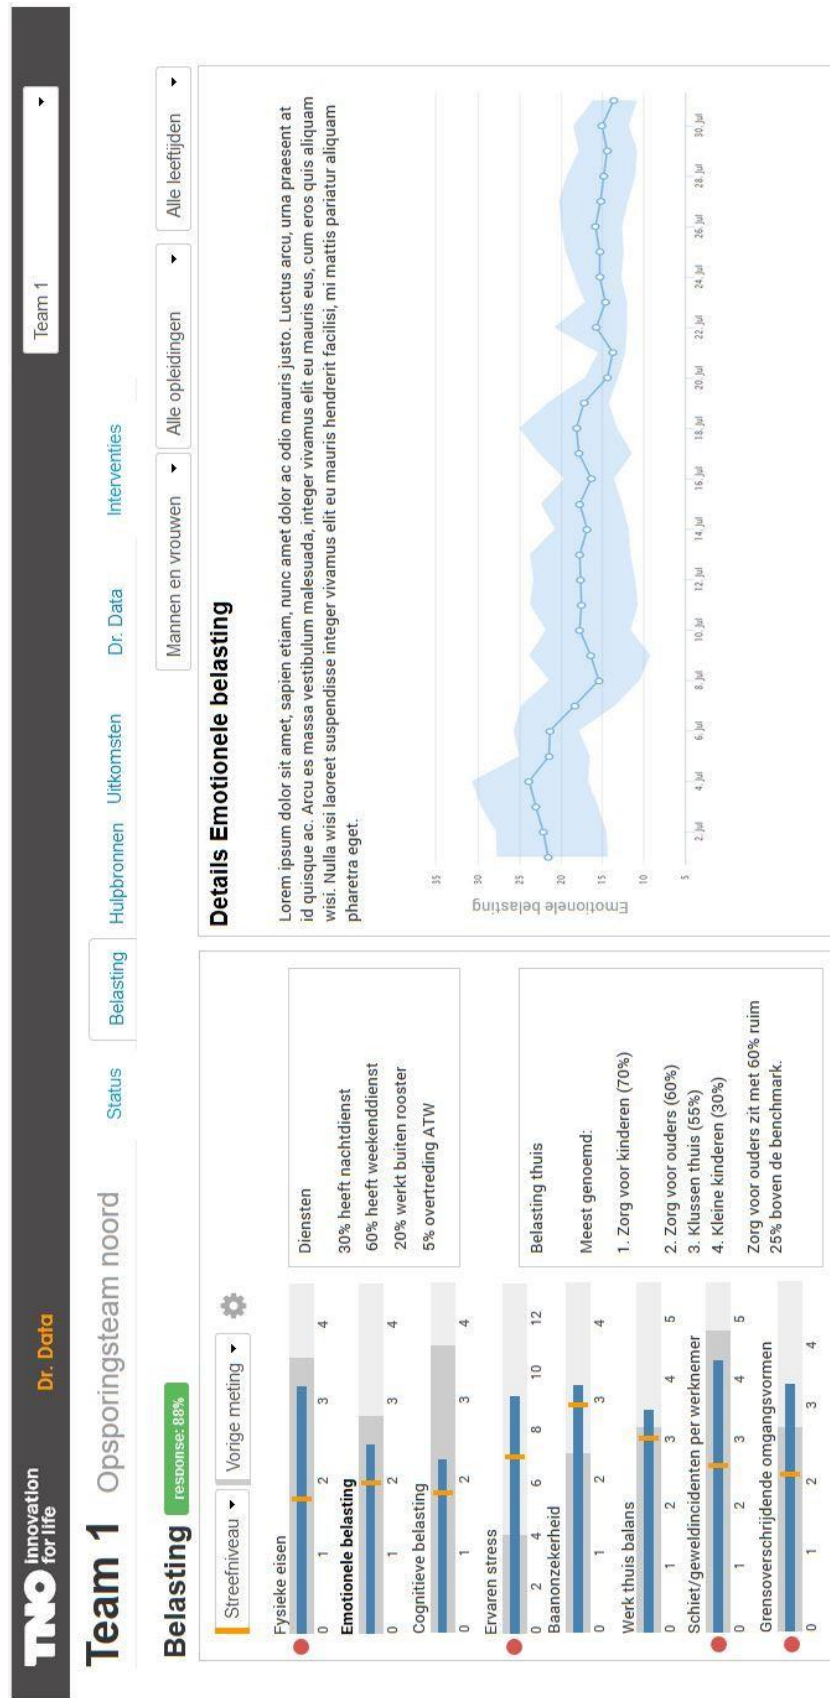 TNO innovation
for life
Dr. Data
Team 1
Team 1 Opsporingsteam noord
Status
Belasting
Hulpbronnen
Uitkomsten
Dr. Data
Interventies
Belasting
response: 88%
Mannen en vrouwen
Alle opleidingen
Alle leeftijden
Streefniveau
Vorige meting
Fysieke eisen
0 1 2 3 4
Emotionele belasting
0 1 2 3 4
Cognitieve belasting
0 1 2 3 4
Ervaren stress
0 2 4 6 8 10 12
Baanonzekerheid
0 1 2 3 4
Werk thuis balans
0 1 2 3 4 5
Schiet/geweldincidenten per werknemer
0 1 2 3 4 5
Grensoverschrijdende omgangsvormen
0 1 2 3 4
Diensten
30% heeft nachtdienst
60% heeft weekenddienst
20% werkt buiten rooster
5% overtreding ATW
Belasting thuis
Meest genoemd:
1. Zorg voor kinderen (70%)
2. Zorg voor ouders (60%)
3. Klussen thuis (55%)
4. Kleine kinderen (30%)
Zorg voor ouders zit met 60% ruim
25% boven de benchmark.
Details Emotionele belasting
Lorem ipsum dolor sit amet, sapien etiam, nunc amet dolor ac odio mauris justo. Luctus arcu, urna praesent at
id quisque ac. Arcu es massa vestibulum malesuada, integer vivamus elit eu mauris eus, cum eros quis aliquam
wisi. Nulla wisi laoreet suspendisse integer vivamus elit eu mauris hendrerit facilisi, mi mattis pariatur aliquam
pharetra eget.
Emotionele belasting
35
30
25
20
15
10
5
2. Jul 4. Jul 6. Jul 8. Jul 10. Jul 12. Jul 14. Jul 16. Jul 18. Jul 20. Jul 22. Jul 24. Jul 26. Jul 28. Jul 30. Jul